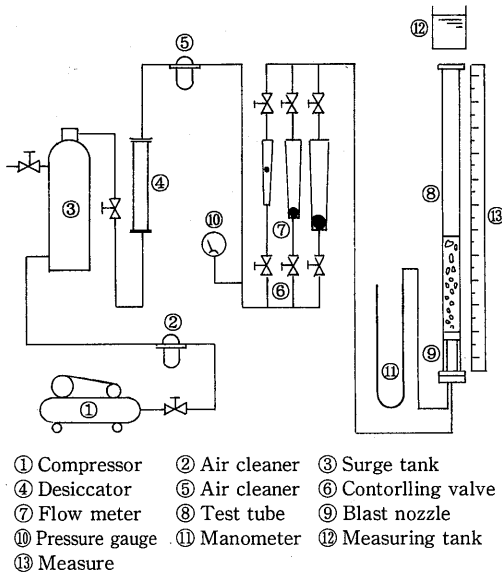 ⑫
⑤
⑧
④
③
⑬
⑩
⑦
⑥
②
⑨
⑪
①
① Compressor ② Air cleaner ③ Surge tank
④ Desiccator ⑤ Air cleaner ⑥ Contorlling valve
⑦ Flow meter ⑧ Test tube ⑨ Blast nozzle
⑩ Pressure gauge ⑪ Manometer ⑫ Measuring tank
⑬ Measure